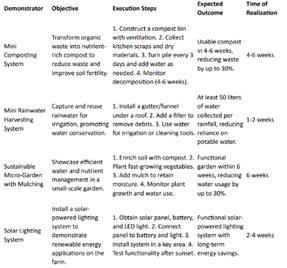 Demonstrator Objective Execution Steps Expected Outcome Time of Realization
Mini Composting System
Transform organic waste into nutrient-rich compost to reduce waste and improve soil fertility.
1. Construct a compost bin with ventilation. 2. Collect kitchen scraps and dry materials. 3. Turn pile every 3 days and add water as needed. 4. Monitor decomposition (4-6 weeks).
Usable compost in 4-6 weeks, reducing waste by up to 30%.
4-6 weeks
Mini Rainwater Harvesting System
Capture and reuse rainwater for irrigation, promoting water conservation.
1. Install a gutter/funnel under a roof. 2. Add a filter to remove debris. 3. Use water for irrigation or cleaning tools.
At least 50 liters of water collected per rainfall, reducing reliance on potable water.
1-2 weeks
Sustainable Micro-Garden with Mulching
Showcase efficient water and nutrient management in a small-scale garden.
1. Enrich soil with compost. 2. Plant fast growing vegetables. 3. Add mulch to retain moisture. 4. Monitor plant growth and water use.
Functional garden within 6 weeks, reducing water usage by up to 30%.
6 weeks
Solar Lighting System
Install a solar-powered lighting system to demonstrate renewable energy applications on the farm.
1. Obtain solar panel, battery, and LED light. 2. Connect panel to battery and light. 3. Install system in a key area. 4. Test functionality after sunset.
Functional solar-powered lighting system with long-term energy savings.
2-4 weeks